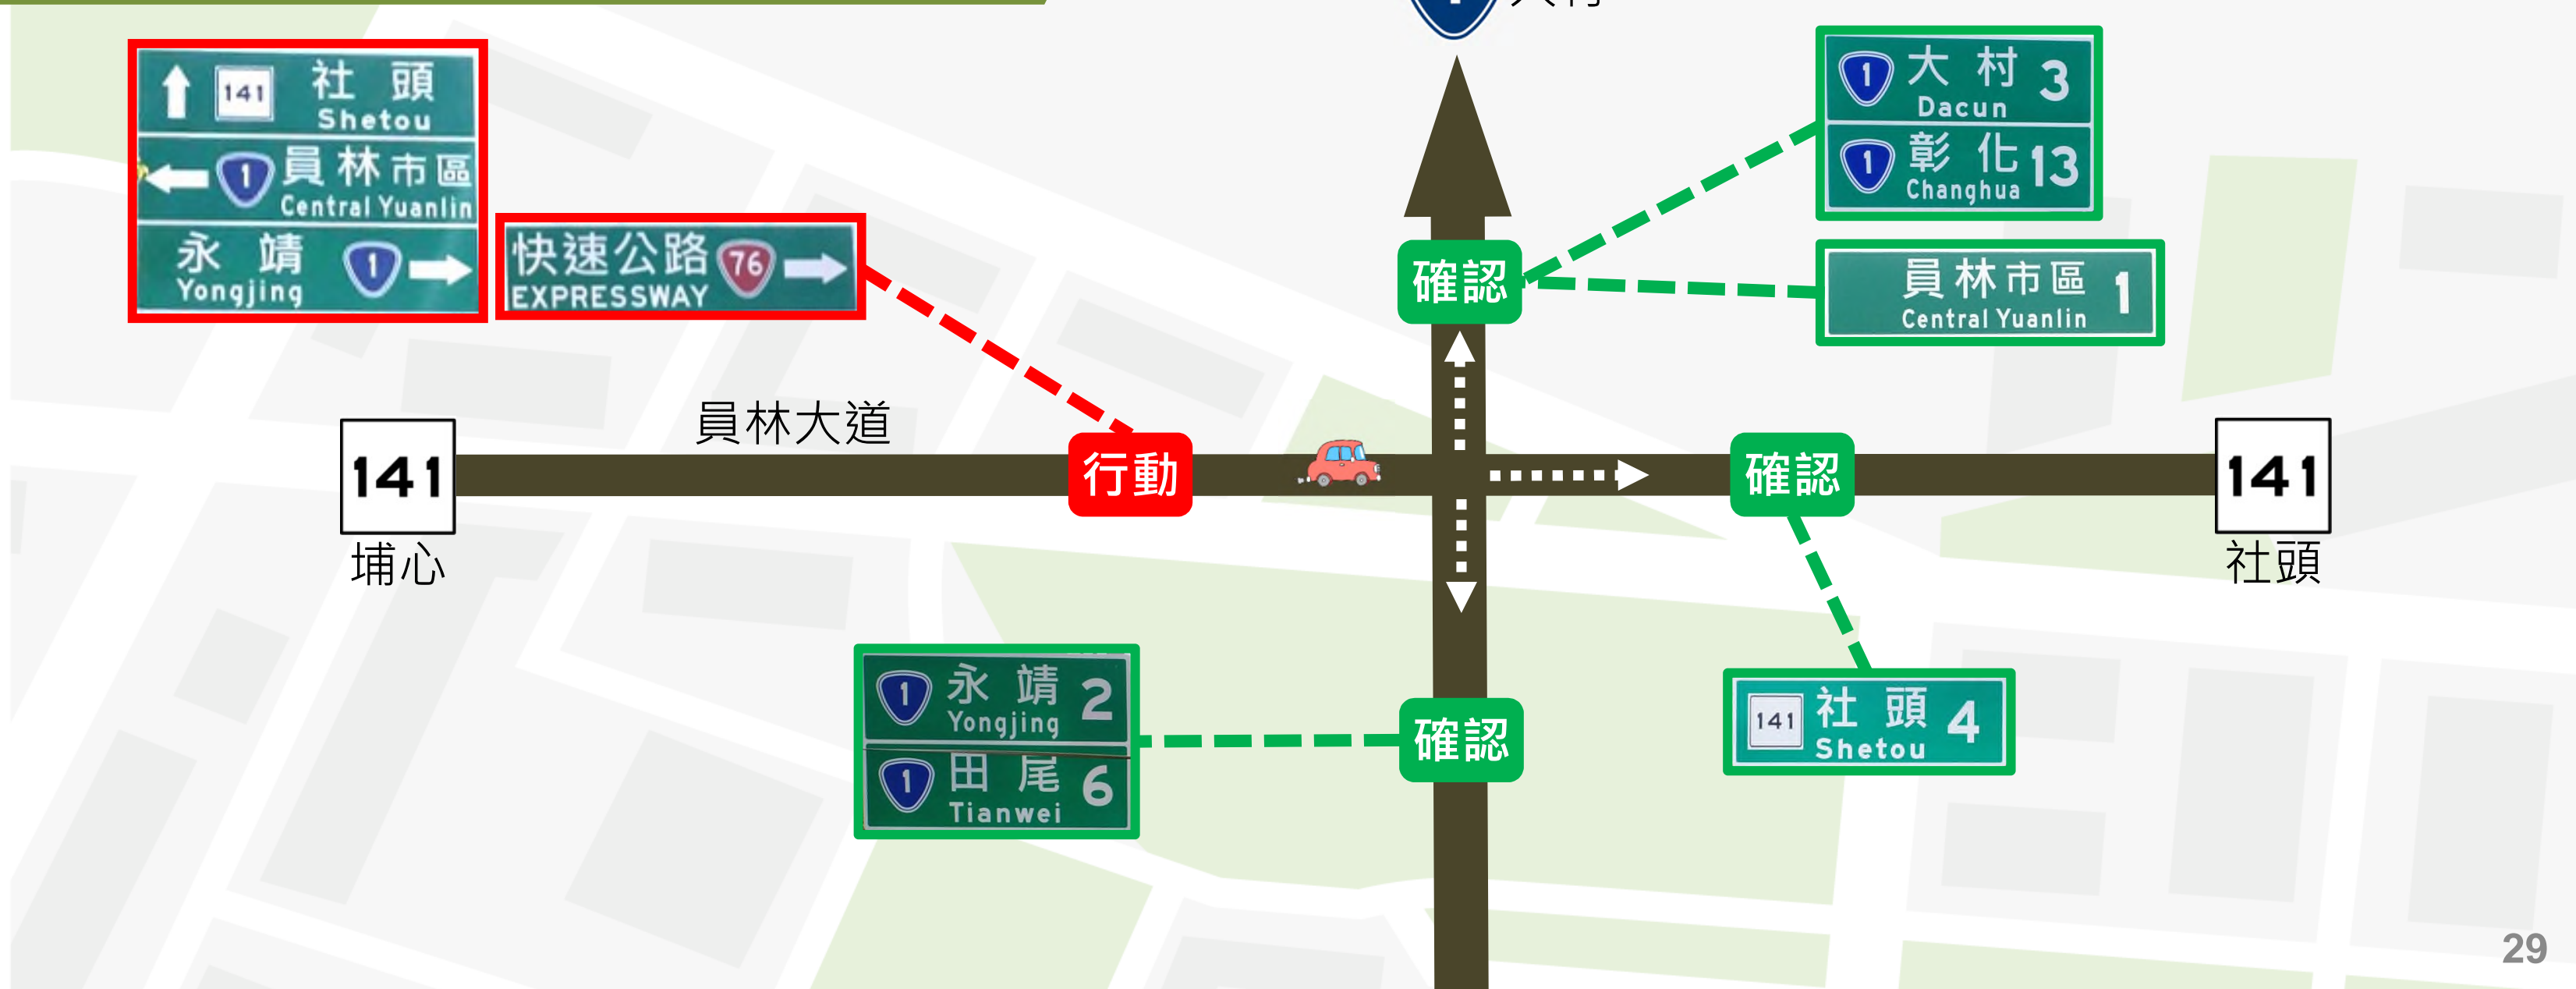 141 社頭
Shetou
1 員林市區
Central Yuanlin
永靖 1
Yongjing
快速公路 76
EXPRESSWAY
1 大村 3
Dacun
1 彰化 13
Changhua
員林市區 1
Central Yuanlin
確認
員林大道
141
行動
確認
141
埔心
社頭
1 永靖 2
Yongjing
1 田尾 6
Tianwei
確認
141 社頭 4
Shetou
29